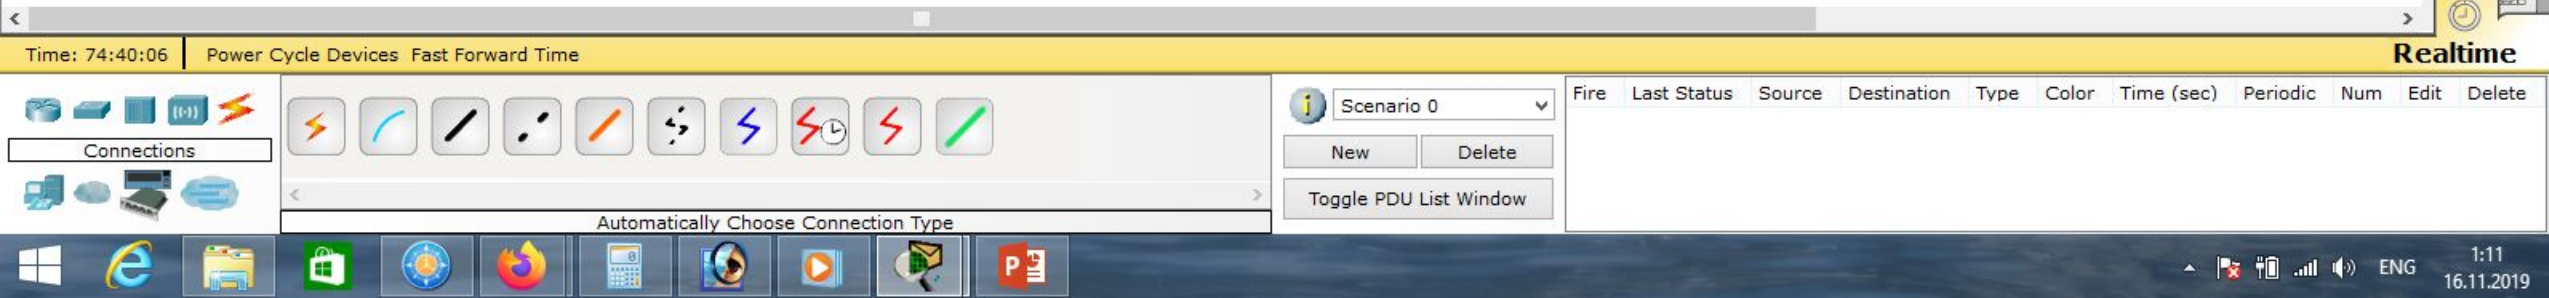 Time: 74:40:06 Power Cycle Devices Fast Forward Time
Realtime
Connections
Automatically Choose Connection Type
Scenario 0
New Delete
Toggle PDU List Window
Fire Last Status Source Destination Type Color Time (sec) Periodic Num Edit Delete
ENG
1:11
16.11.2019